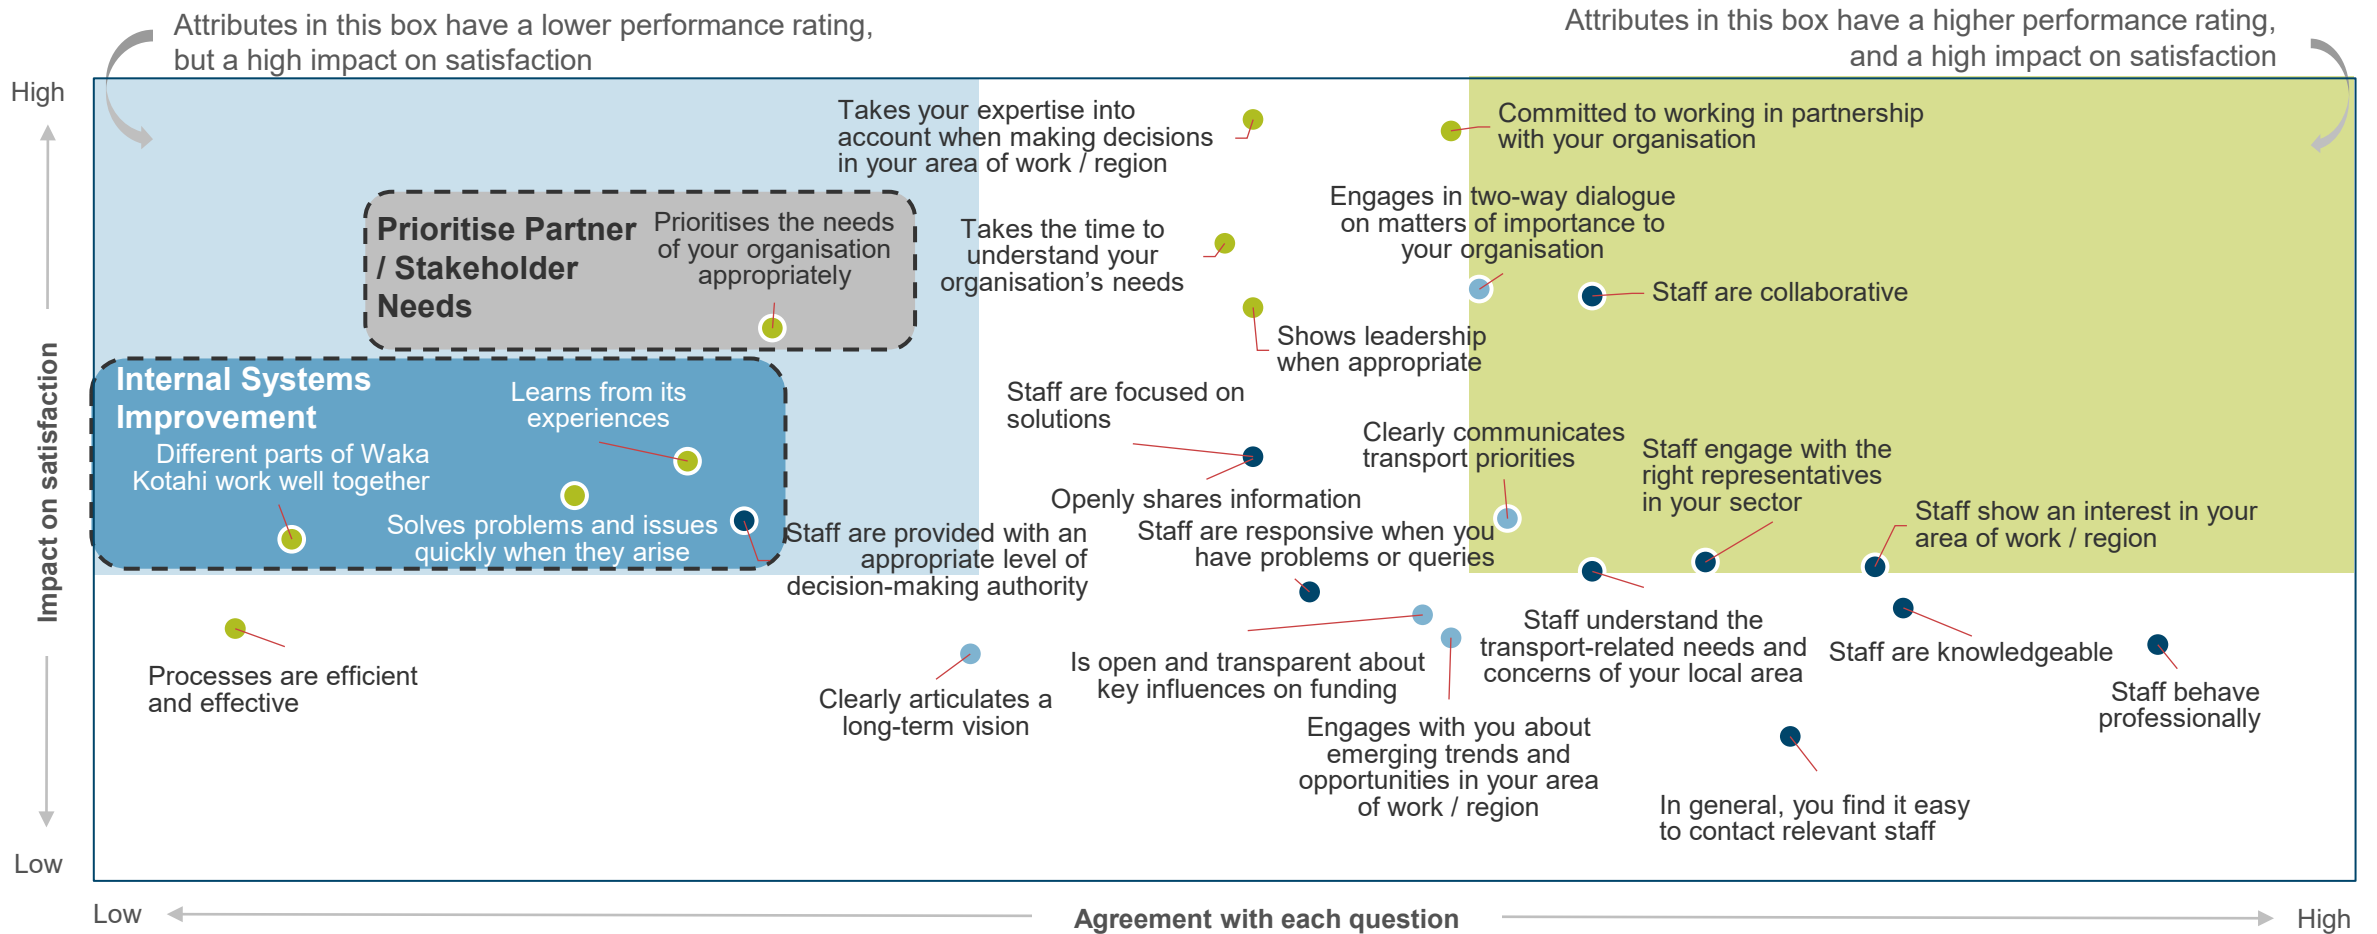 Attributes in this box have a lower performance rating,
but a high impact on satisfaction
Attributes in this box have a higher performance rating,
and a high impact on satisfaction
High
Impact on satisfaction
Low
Takes your expertise into
account when making decisions
in your area of work / region
Committed to working in partnership
with your organisation
Prioritise Partner
/ Stakeholder
Needs
Prioritises the needs
of your organisation
appropriately
Takes the time to
understand your
organisation’s needs
Engages in two-way dialogue
on matters of importance to
your organisation
Staff are collaborative
Shows leadership
when appropriate
Internal Systems
Improvement
Learns from its
experiences
Different parts of Waka
Kotahi work well together
Solves problems and issues
quickly when they arise
Staff are provided with an
appropriate level of
decision-making authority
Staff are focused on
solutions
Openly shares information
Clearly communicates
transport priorities
Staff engage with the
right representatives
in your sector
Staff show an interest in your
area of work / region
Staff are responsive when you
have problems or queries
Processes are efficient
and effective
Clearly articulates a
long-term vision
Is open and transparent about
key influences on funding
Staff understand the
transport-related needs and
concerns of your local area
Staff are knowledgeable
Staff behave
professionally
Engages with you about
emerging trends and
opportunities in your area
of work / region
In general, you find it easy
to contact relevant staff
Low
Agreement with each question
High